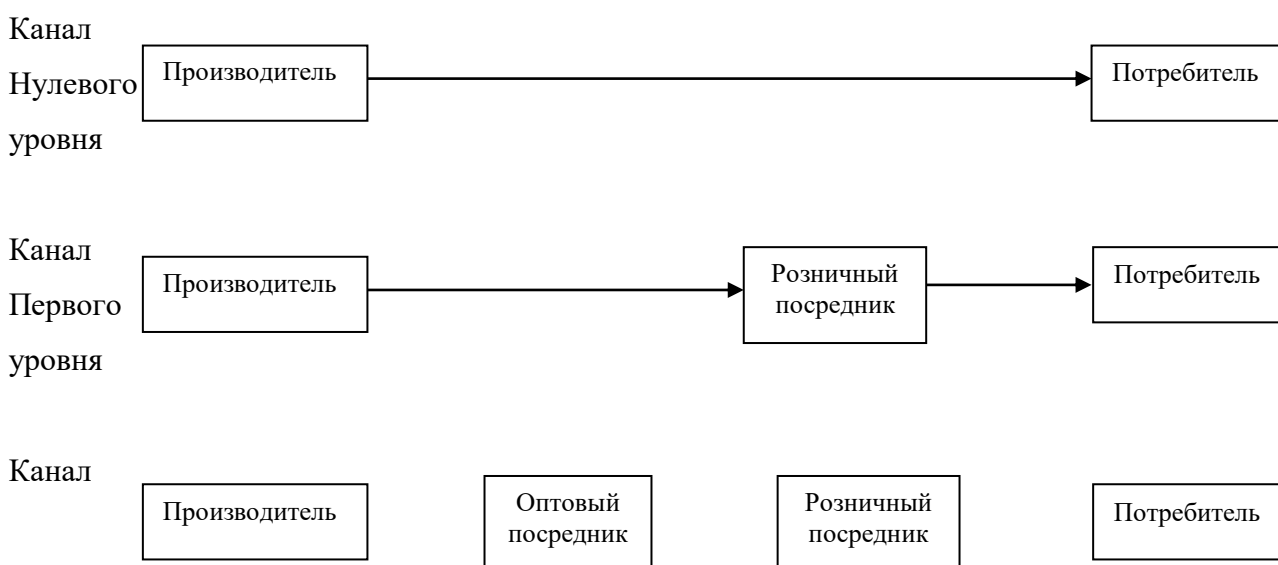 Канал
Нулевого
уровня
Производитель
Потребитель
Канал
Первого
уровня
Производитель
Розничный
посредник
Потребитель
Канал
Производитель
Оптовый
посредник
Розничный
посредник
Потребитель